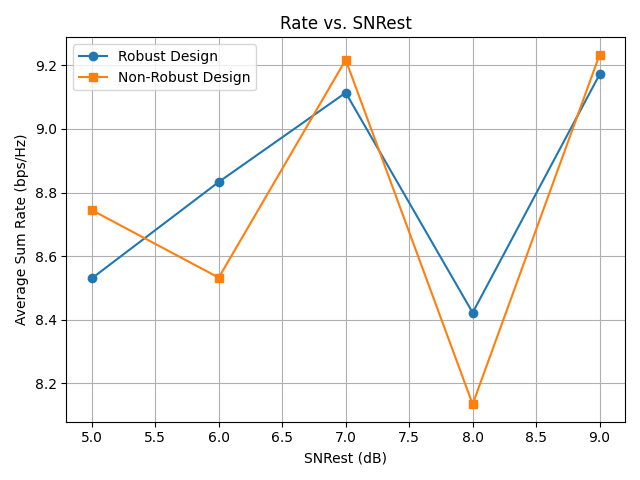 Rate vs. SNRest
Robust Design
Non-Robust Design
Average Sum Rate (bps/Hz)
9.2
9.0
8.8
8.6
8.4
8.2
5.0 5.5 6.0 6.5 7.0 7.5 8.0 8.5 9.0
SNRest (dB)